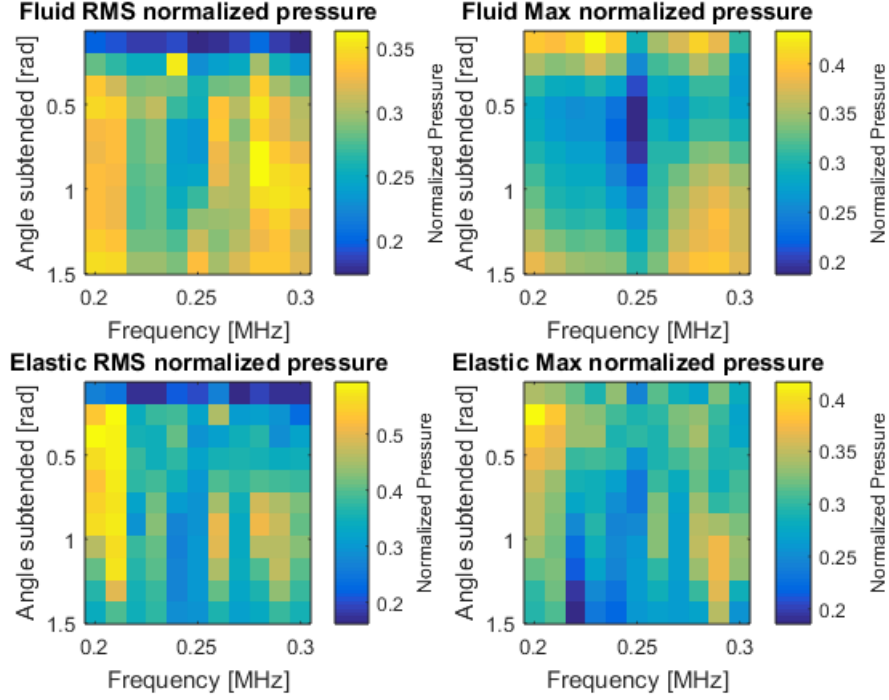 Fluid RMS normalized pressure
Angle subtended [rad]
0.5
1
1.5
0.2
0.25
0.3
Frequency [MHz]
0.35
0.3
0.25
0.2
Normalized Pressure
Fluid Max normalized pressure
Angle subtended [rad]
0.5
1
1.5
0.2
0.25
0.3
Frequency [MHz]
0.4
0.35
0.3
0.25
0.2
Normalized Pressure
Elastic RMS normalized pressure
Angle subtended [rad]
0.5
1
1.5
0.2
0.25
0.3
Frequency [MHz]
0.5
0.4
0.3
0.2
Normalized Pressure
Elastic Max normalized pressure
Angle subtended [rad]
0.5
1
1.5
0.2
0.25
0.3
Frequency [MHz]
0.4
0.35
0.3
0.25
0.2
Normalized Pressure